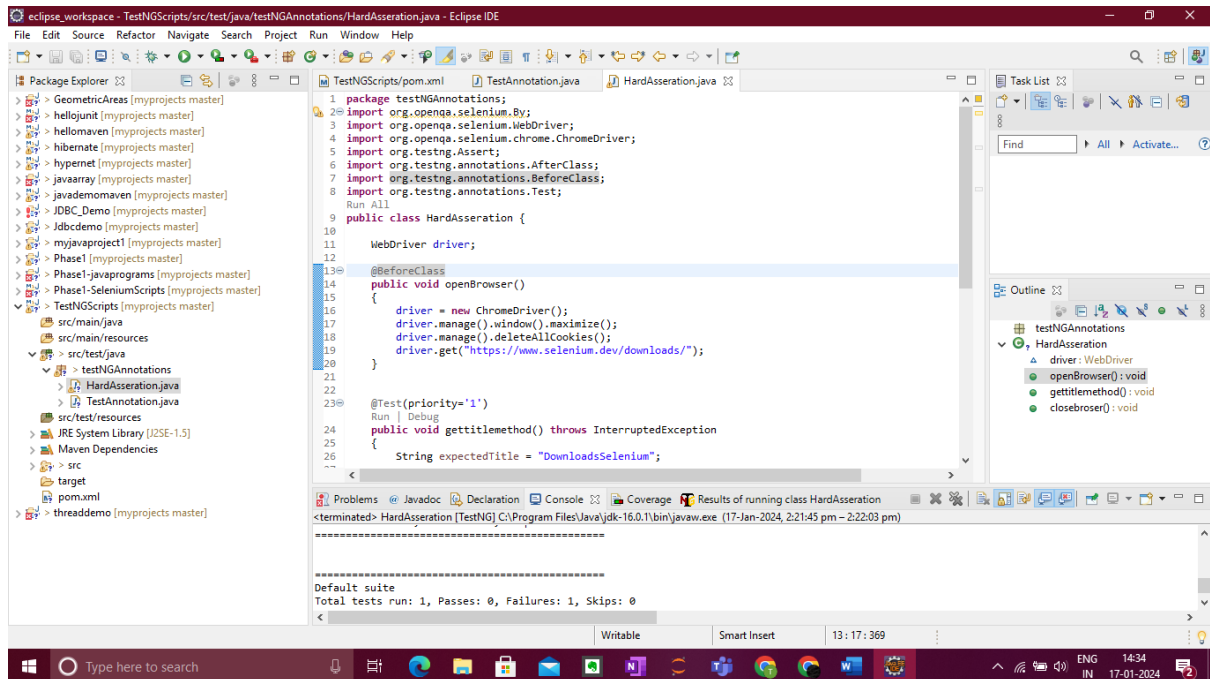 eclipse_workspace - TestNGScripts/src/test/java/testNGAnnotations/HardAsseration.java - Eclipse IDE
File Edit Source Refactor Navigate Search Project Run Window Help
Package Explorer
> GeometricAreas [myprojects master]
> hellojunit [myprojects master]
> hellomaven [myprojects master]
> hibernate [myprojects master]
> hypernet [myprojects master]
> javaarray [myprojects master]
> javademomaven [myprojects master]
> JDBC_Demo [myprojects master]
> Jdbcdemo [myprojects master]
> myjavaproject1 [myprojects master]
> Phase1 [myprojects master]
> Phase1-javaprograms [myprojects master]
> Phase1-SeleniumScripts [myprojects master]
> TestNGScripts [myprojects master]
src/main/java
src/main/resources
> src/test/java
> testNGAnnotations
> HardAsseration.java
> TestAnnotation.java
src/test/resources
JRE System Library [J2SE-1.5]
Maven Dependencies
> src
target
pom.xml
> threaddemo [myprojects master]
TestNGScripts/pom.xml TestAnnotation.java HardAsseration.java
1 package testNGAnnotations;
2 import org.openqa.selenium.By;
3 import org.openqa.selenium.WebDriver;
4 import org.openqa.selenium.chrome.ChromeDriver;
5 import org.testng.Assert;
6 import org.testng.annotations.AfterClass;
7 import org.testng.annotations.BeforeClass;
8 import org.testng.annotations.Test;
Run All
9 public class HardAsseration {
10
11 WebDriver driver;
12
13 @BeforeClass
14 public void openBrowser()
15 {
16 driver = new ChromeDriver();
17 driver.manage().window().maximize();
18 driver.manage().deleteAllCookies();
19 driver.get("https://www.selenium.dev/downloads/");
20 }
21
22
23 @Test(priority='1')
Run | Debug
24 public void gettitlemethod() throws InterruptedException
25 {
26 String expectedTitle = "DownloadsSelenium";
Task List
Find All Activate...
Outline
testNGAnnotations
HardAsseration
driver : WebDriver
openBrowser() : void
gettitlemethod() : void
closebroser() : void
Problems Javadoc Declaration Console Coverage Results of running class HardAsseration
<terminated> HardAsseration [TestNG] C:\Program Files\Java\jdk-16.0.1\bin\javaw.exe (17-Jan-2024, 2:21:45 pm – 2:22:03 pm)
===============================================
===============================================
Default suite
Total tests run: 1, Passes: 0, Failures: 1, Skips: 0
Writable Smart Insert 13 : 17 : 369
Type here to search
ENG
IN
14:34
17-01-2024
2